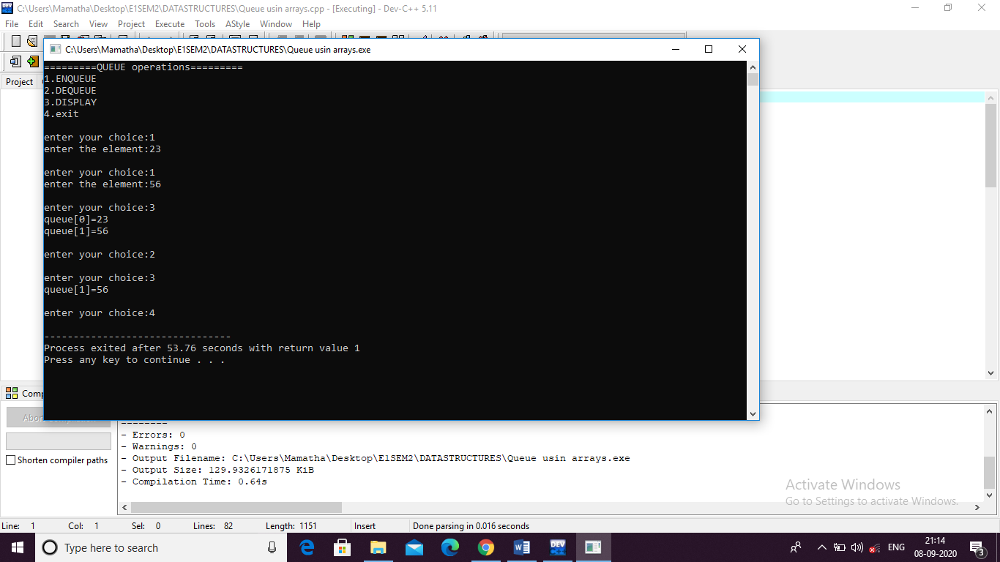 C:\Users\Mamatha\Desktop\E1SEM2\DATASTRUCTURES\Queue usin arrays.cpp - [Executing] - Dev-C++ 5.11
File Edit Search View Project Execute Tools AStyle Window Help
C:\Users\Mamatha\Desktop\E1SEM2\DATASTRUCTURES\Queue usin arrays.exe
Project
=========QUEUE operations=========
1.ENQUEUE
2.DEQUEUE
3.DISPLAY
4.exit
enter your choice:1
enter the element:23
enter your choice:1
enter the element:56
enter your choice:3
queue[0]=23
queue[1]=56
enter your choice:2
enter your choice:3
queue[1]=56
enter your choice:4
--------------------------------
Process exited after 53.76 seconds with return value 1
Press any key to continue . . .
--------
- Errors: 0
- Warnings: 0
- Output Filename: C:\Users\Mamatha\Desktop\E1SEM2\DATASTRUCTURES\Queue usin arrays.exe
- Output Size: 129.9326171875 KiB
- Compilation Time: 0.64s
Shorten compiler paths
Activate Windows
Go to Settings to activate Windows.
Line: 1 Col: 1 Sel: 0 Lines: 82 Length: 1151 Insert Done parsing in 0.016 seconds
Type here to search
DEV
ENG
21:14
08-09-2020
3